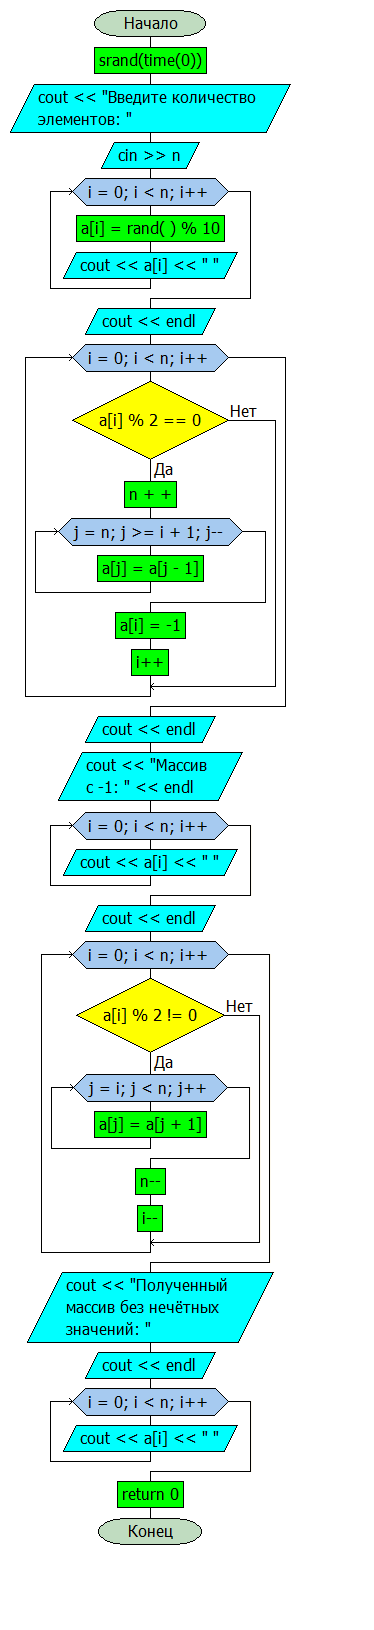 Начало
srand(time(0))
cout << "Введите количество
элементов: "
cin >> n
i = 0; i < n; i++
a[i] = rand( ) % 10
cout << a[i] << " "
cout << endl
i = 0; i < n; i++
a[i] % 2 == 0
Нет
Да
n + +
j = n; j >= i + 1; j--
a[j] = a[j - 1]
a[i] = -1
i++
cout << endl
cout << "Массив
с -1: " << endl
i = 0; i < n; i++
cout << a[i] << " "
cout << endl
i = 0; i < n; i++
a[i] % 2 != 0
Нет
Да
j = i; j < n; j++
a[j] = a[j + 1]
n--
i--
cout << "Полученный
массив без нечётных
значений: "
cout << endl
i = 0; i < n; i++
cout << a[i] << " "
return 0
Конец